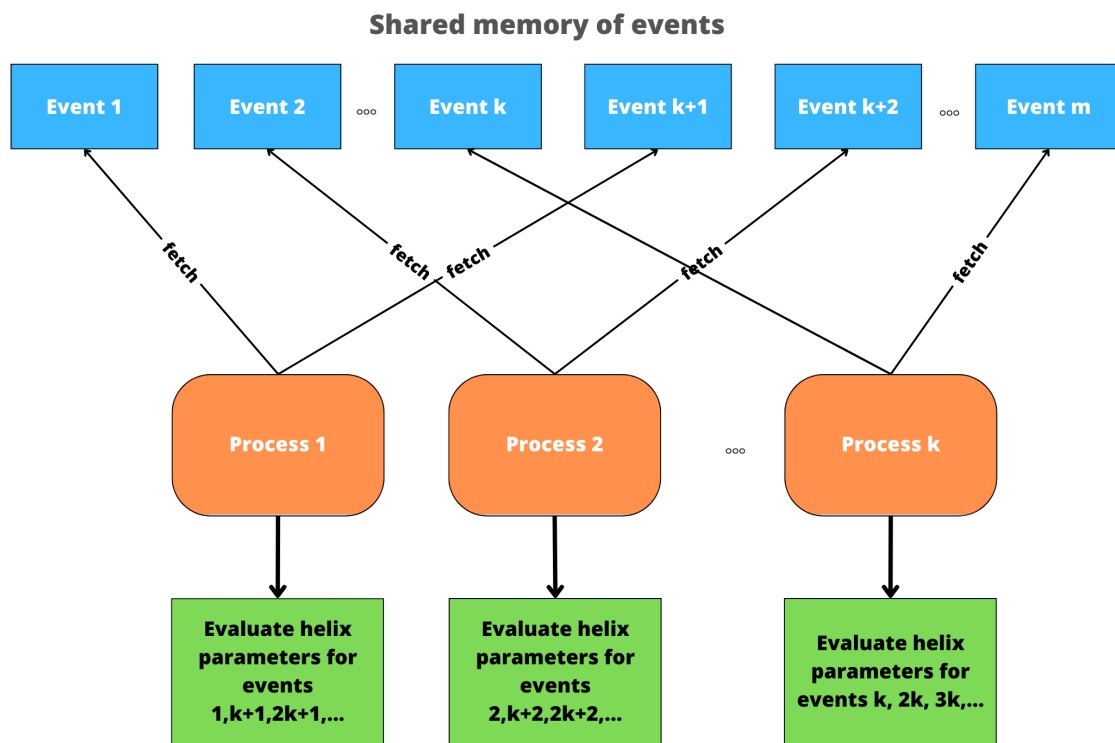 Shared memory of events
Event 1
Event 2
Event k
Event k+1
Event k+2
Event m
fetch
fetch
fetch
fetch
fetch
Process 1
Process 2
Process k
Evaluate helix
parameters for
events
1,k+1,2k+1,...
Evaluate helix
parameters for
events
2,k+2,2k+2,...
Evaluate helix
parameters for
events k, 2k, 3k,...